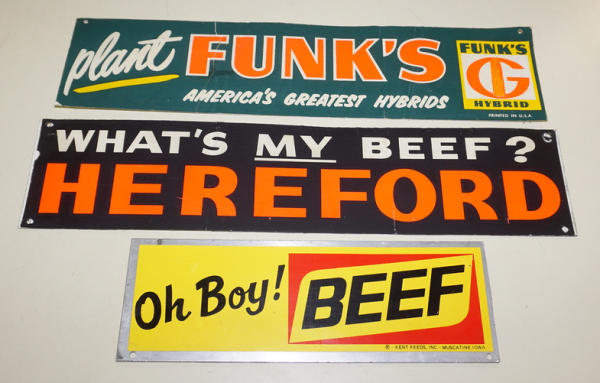 plant FUNK'S
AMERICA'S GREATEST HYBRIDS
FUNK'S
G
HYBRID
PRINTED IN U.S.A
WHAT'S MY BEEF?
HEREFORD
Oh Boy! BEEF
® - KENT FEEDS, INC. - MUSCATINE, IOWA